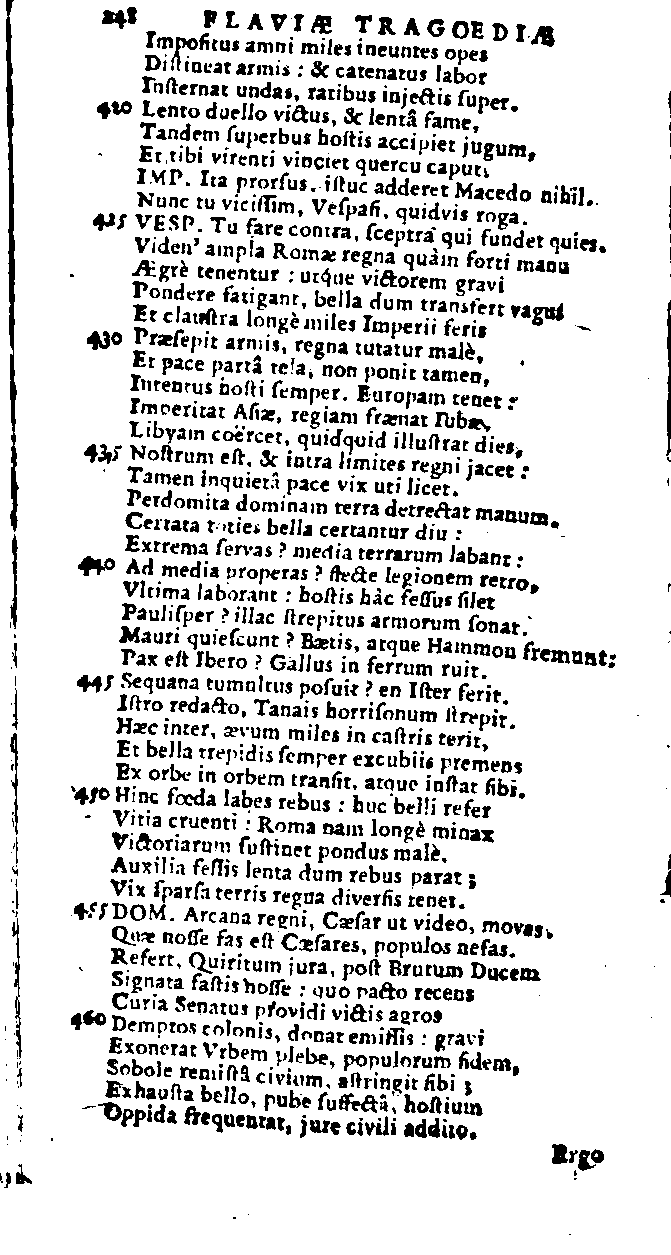 248 FLAVIÆ TRAGOEDIÆ
Impoſitus amni miles ineuntes opes
Diſtineat armis : & catenatus labor
Inſternat undas, ratibus injectis ſuper.
420 Lento duello victus, & lentâ fame,
Tandem ſuperbus hoſtis accipiet jugum,
Et tibi virenti vinciet quercu caput.
IMP. Ita prorſus. iſtuc adderet Macedo nihil.
Nunc tu viciſſim, Veſpaſi, quidvis roga.
425 VESP. Tu fare contra, ſceptra qui fundet quies.
Viden' ampla Romæ regna quàm forti manu
Ægrè tenentur : utque victorem gravi
Pondere fatigant, bella dum transfert vagus
Et clauſtra longè miles Imperii feris
430 Præſepit armis, regna tutatur malè,
Et pace partâ tela, non ponit tamen,
Intentus hoſti ſemper. Europam tenet :
Imperitat Aſiæ, regiam frænat Iubæ,
Libyam coërcet, quidquid illuſtrat dies,
435 Noſtrum eſt, & intra limites regni jacet :
Tamen inquietâ pace vix uti licet.
Perdomita dominam terra detrectat manum.
Certata toties bella certantur diu :
Extrema ſervas ? media terrarum labant :
440 Ad media properas ? flecte legionem retro,
Vltima laborant : hoſtis hâc feſſus ſilet
Pauliſper ? illac ſtrepitus armorum ſonat.
Mauri quieſcunt ? Bætis, atque Hammon fremunt:
Pax eſt Ibero ? Gallus in ferrum ruit.
445 Sequana tumultus poſuit ? en Iſter ferit.
Iſtro redacto, Tanais horriſonum ſtrepit.
Hæc inter, ævum miles in caſtris terit,
Et bella trepidis ſemper excubiis premens
Ex orbe in orbem tranſit, atque inſtat ſibi.
450 Hinc fœda labes rebus : huc belli refer
Vitia cruenti : Roma nam longè minax
Victoriarum ſuſtinet pondus malè.
Auxilia feſſis lenta dum rebus parat ;
Vix ſparſa terris regna diverſis tenet.
455 DOM. Arcana regni, Cæſar ut video, moves,
Quæ noſſe fas eſt Cæſares, populos nefas.
Refert, Quiritum jura, poſt Brutum Ducem
Signata faſtis noſſe : quo pacto recens
Curia Senatus providi victis agros
460 Demptos colonis, donat emiſſis : gravi
Exonerat Vrbem plebe, populorum fidem,
Sobole remiſſâ civium, aſtringit ſibi ;
Exhauſta bello, pube ſuffectâ, hoſtium
Oppida frequentat, jure civili addito.
Ergo